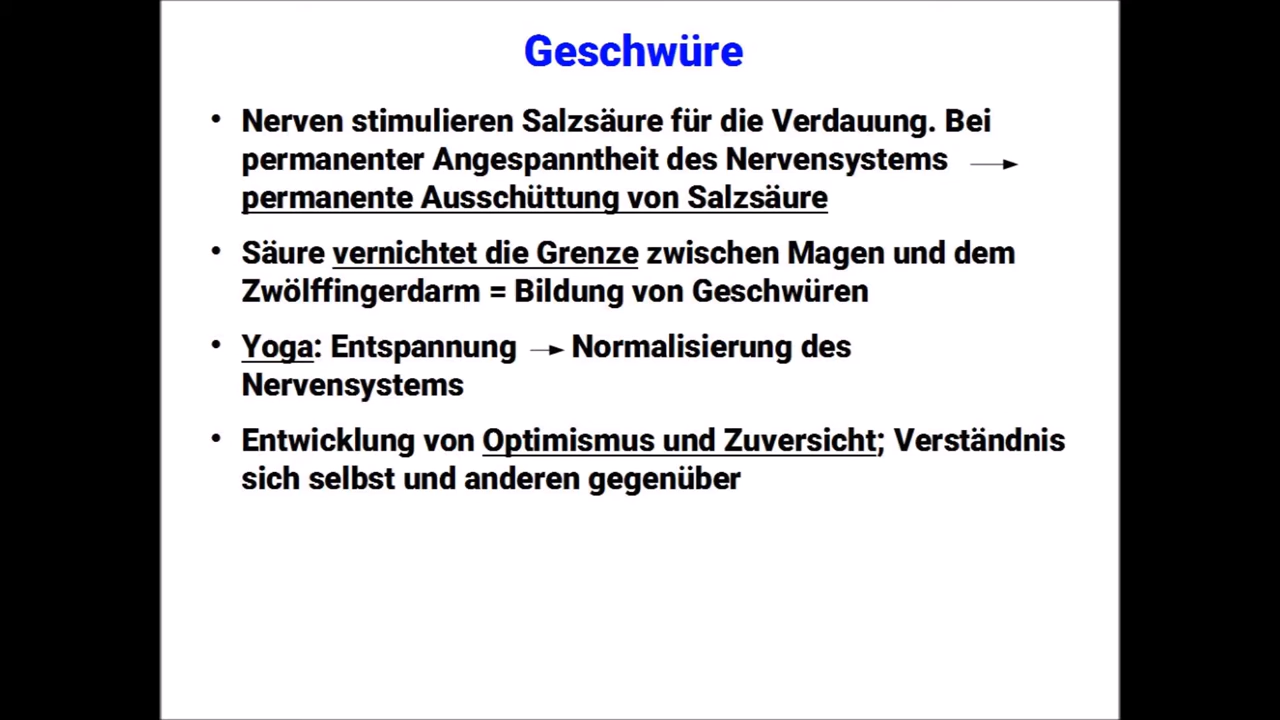 Geschwüre
• Nerven stimulieren Salzsäure für die Verdauung. Bei
permanenter Angespanntheit des Nervensystems →
permanente Ausschüttung von Salzsäure
• Säure vernichtet die Grenze zwischen Magen und dem
Zwölffingerdarm = Bildung von Geschwüren
• Yoga: Entspannung → Normalisierung des
Nervensystems
• Entwicklung von Optimismus und Zuversicht; Verständnis
sich selbst und anderen gegenüber